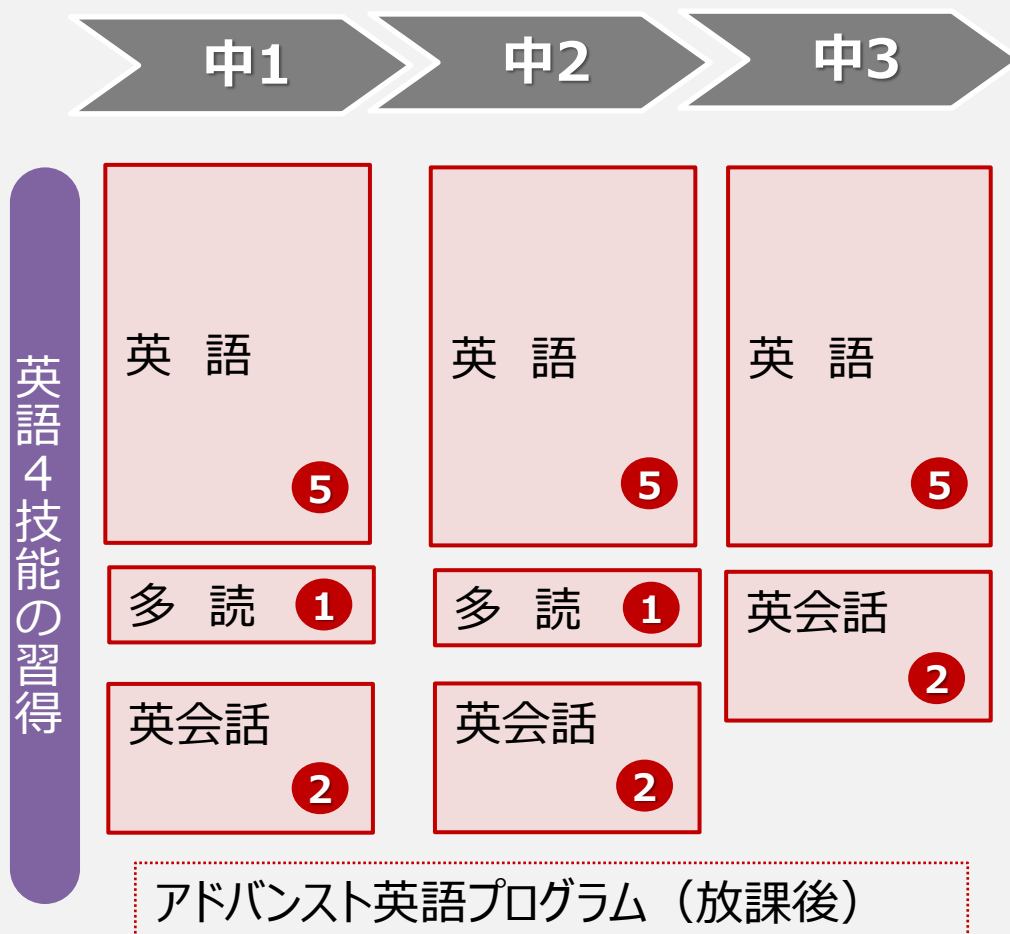 中1
中2
中3
英語4技能の習得
英 語
5
英 語
5
英 語
5
多 読 1
多 読 1
英会話
2
英会話
2
英会話
2
アドバンスト英語プログラム（放課後）